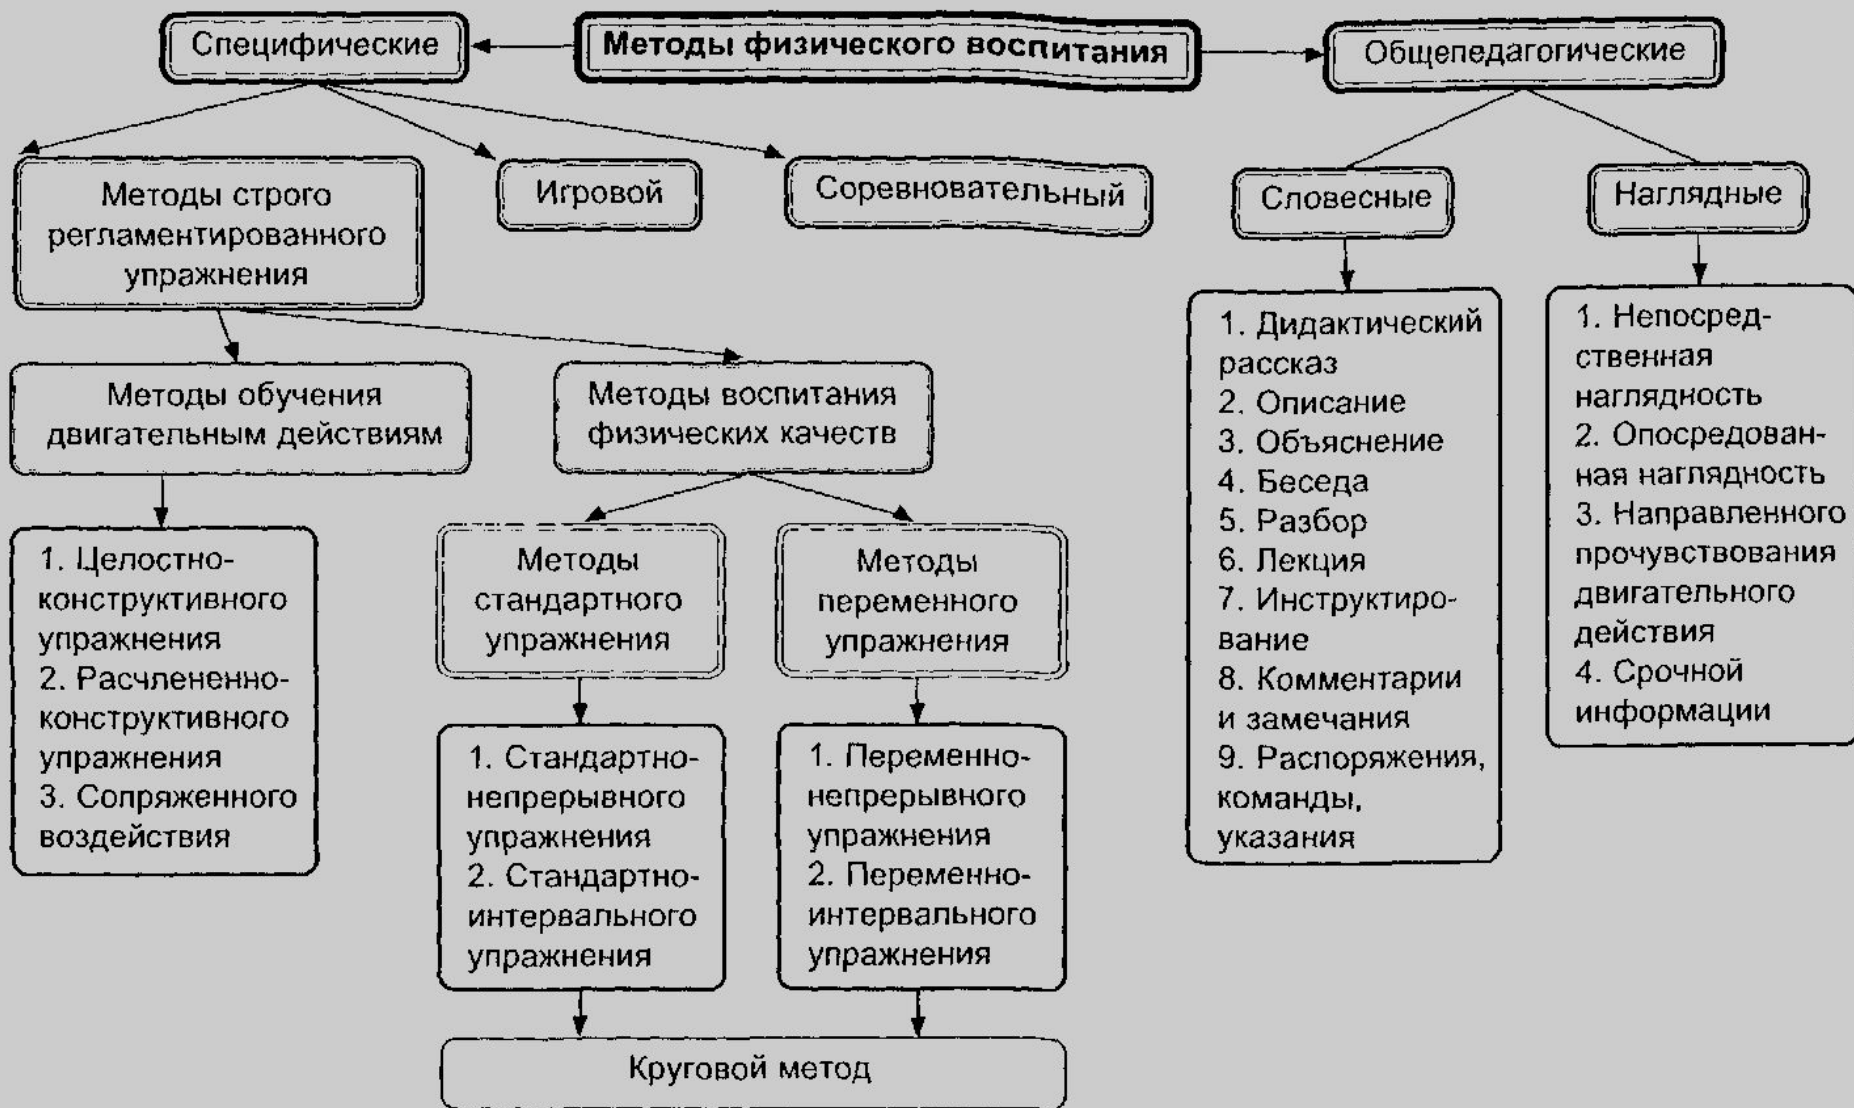 Методы физического воспитания
Специфические
Общепедагогические
Методы строго
регламентированного
упражнения
Игровой
Соревновательный
Словесные
Наглядные
Методы обучения
двигательным действиям
Методы воспитания
физических качеств
1. Целостно-
конструктивного
упражнения
2. Расчлененно-
конструктивного
упражнения
3. Сопряженного
воздействия
Методы
стандартного
упражнения
Методы
переменного
упражнения
1. Стандартно-
непрерывного
упражнения
2. Стандартно-
интервального
упражнения
1. Переменно-
непрерывного
упражнения
2. Переменно-
интервального
упражнения
Круговой метод
1. Дидактический
рассказ
2. Описание
3. Объяснение
4. Беседа
5. Разбор
6. Лекция
7. Инструктиро-
вание
8. Комментарии
и замечания
9. Распоряжения,
команды,
указания
1. Непосред-
ственная
наглядность
2. Опосредован-
ная наглядность
3. Направленного
прочувствования
двигательного
действия
4. Срочной
информации